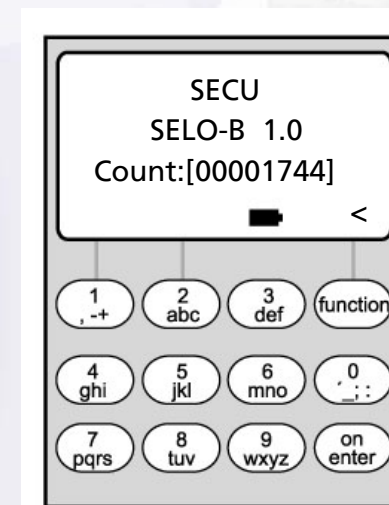 SECU
SELO-B 1.0
Count:[00001744]
<
1 2 3 function
, -+ abc def
4 5 6 0
ghi jkl mno ´_; :
7 8 9 on
pqrs tuv wxyz enter